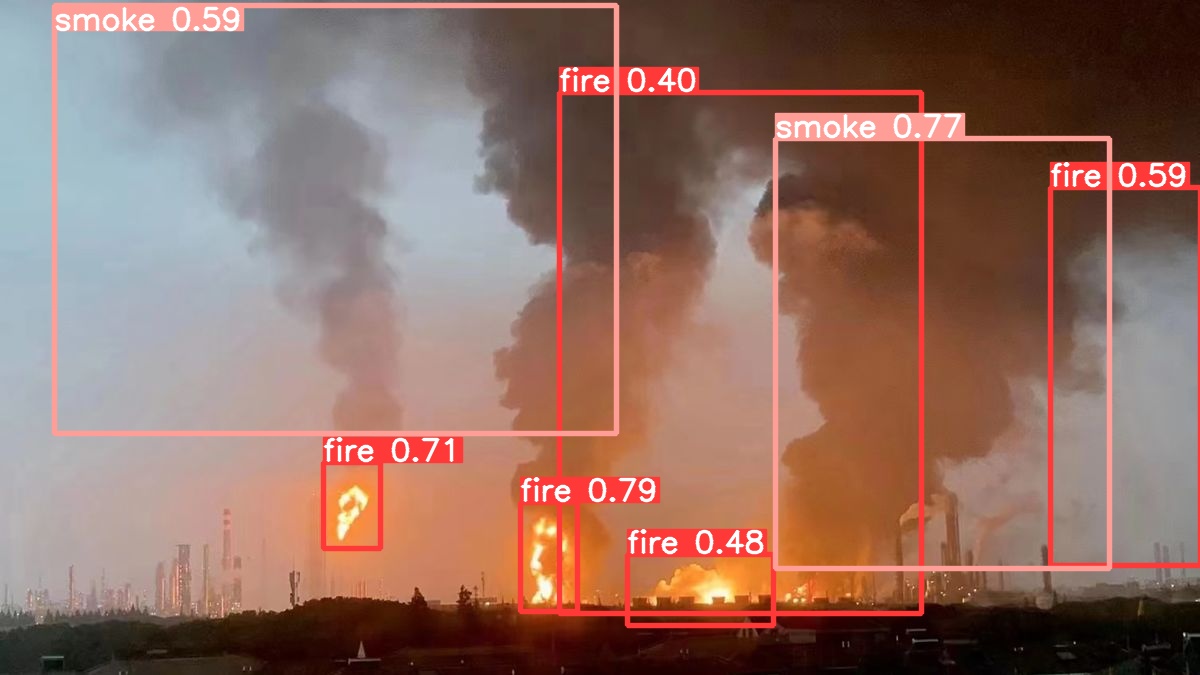 smoke 0.59
fire 0.40
smoke 0.77
fire 0.59
fire 0.71
fire 0.79
fire 0.48